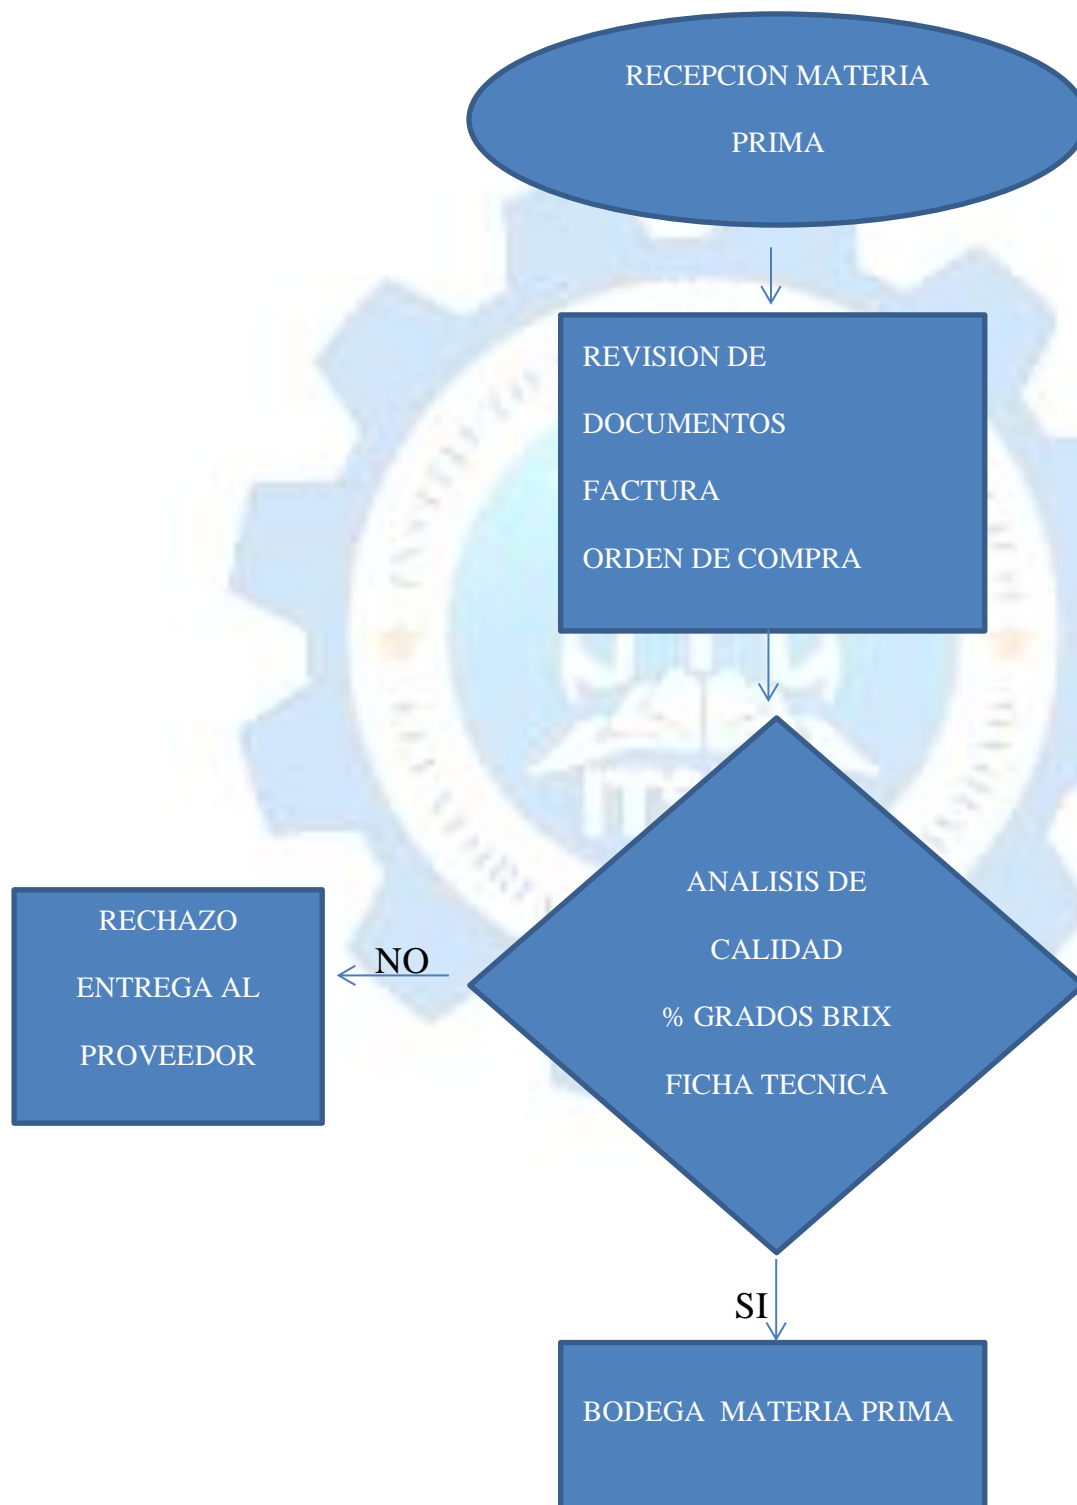 RECEPCION MATERIA
PRIMA
REVISION DE
DOCUMENTOS
FACTURA
ORDEN DE COMPRA
ANALISIS DE
CALIDAD
% GRADOS BRIX
FICHA TECNICA
NO
RECHAZO
ENTREGA AL
PROVEEDOR
SI
BODEGA MATERIA PRIMA